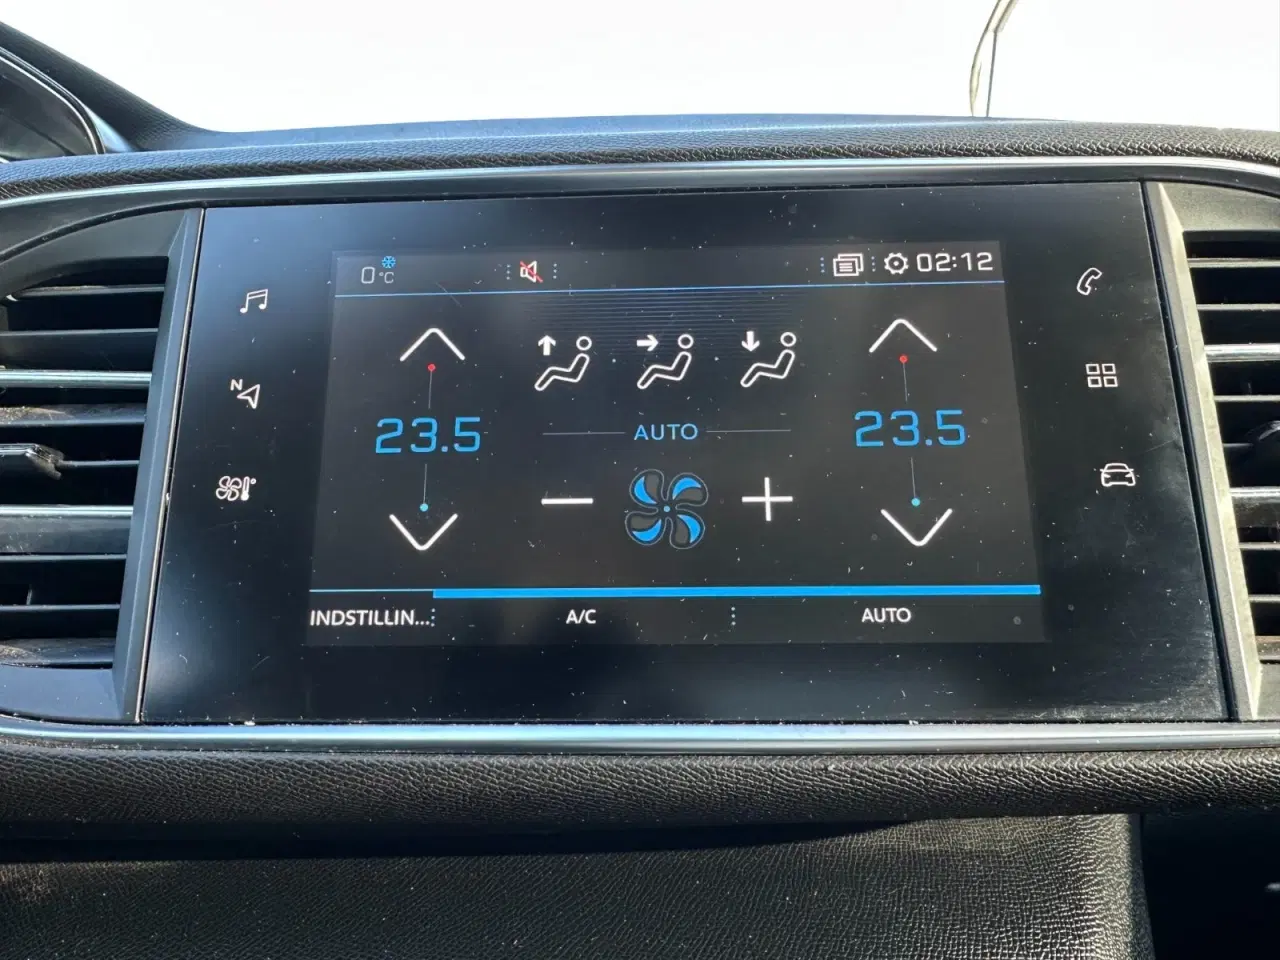 0°C
02:12
N
23.5
AUTO
23.5
INDSTILLIN...
A/C
AUTO